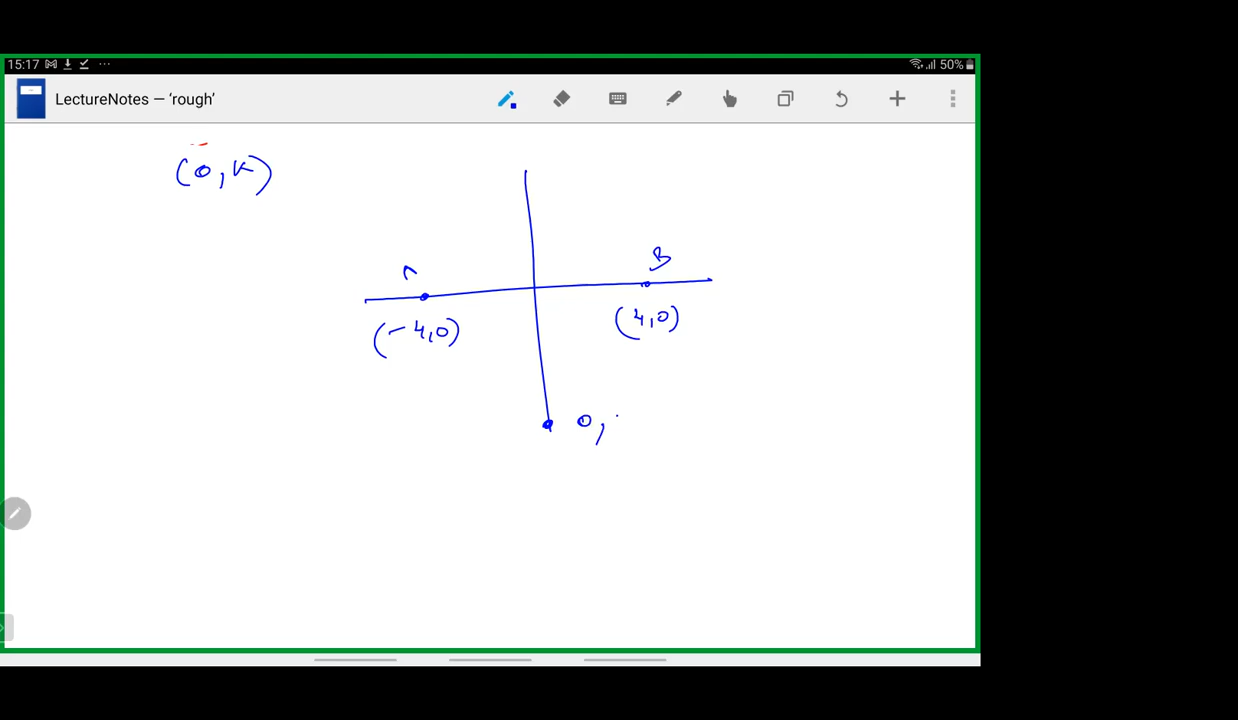 15:17 ... 50%
LectureNotes — ‘rough’
(0,K)
B
(-4,0)
(4,0)
0,